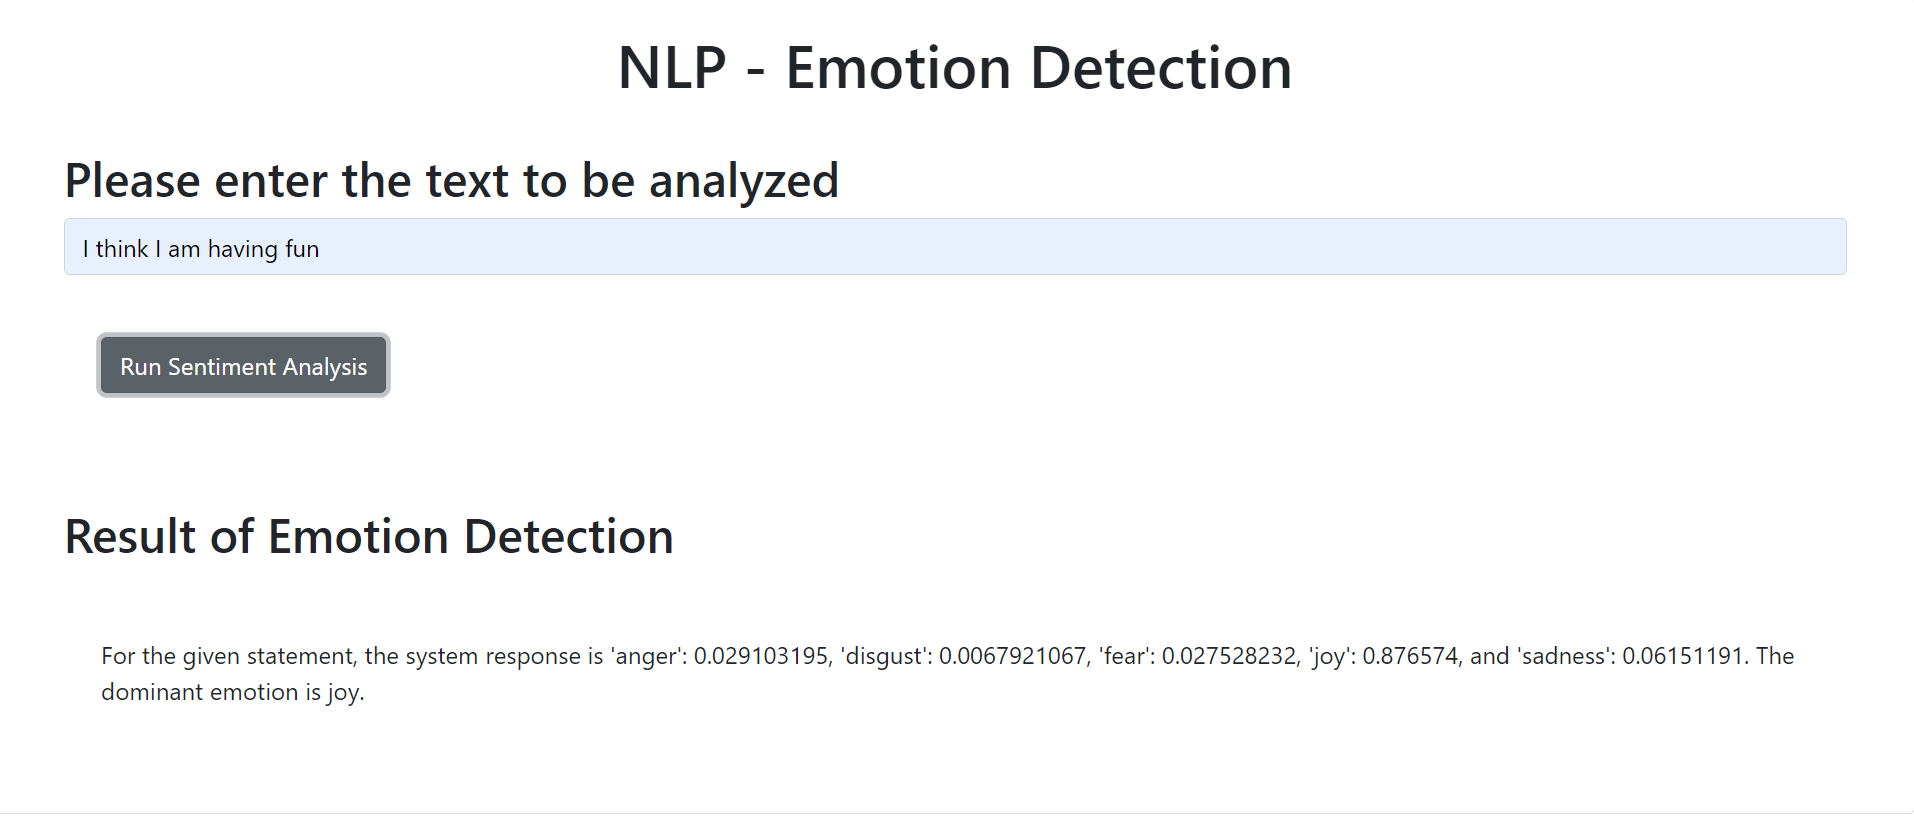 NLP - Emotion Detection
Please enter the text to be analyzed
I think I am having fun
Run Sentiment Analysis
Result of Emotion Detection
For the given statement, the system response is 'anger': 0.029103195, 'disgust': 0.0067921067, 'fear': 0.027528232, 'joy': 0.876574, and 'sadness': 0.06151191. The
dominant emotion is joy.